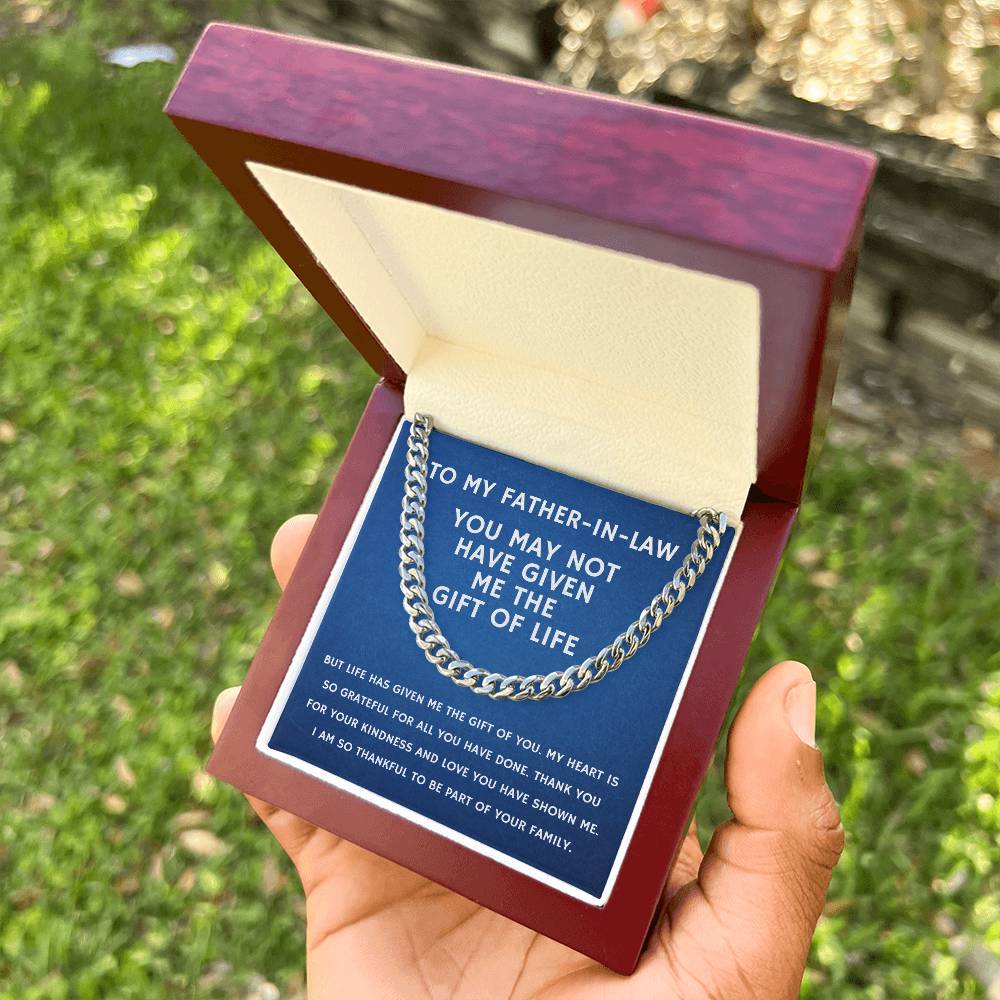 TO MY FATHER-IN-LAW
YOU MAY NOT
HAVE GIVEN
ME THE
GIFT OF LIFE
BUT LIFE HAS GIVEN ME THE GIFT OF YOU. MY HEART IS
SO GRATEFUL FOR ALL YOU HAVE DONE. THANK YOU
FOR YOUR KINDNESS AND LOVE YOU HAVE SHOWN ME.
I AM SO THANKFUL TO BE PART OF YOUR FAMILY.